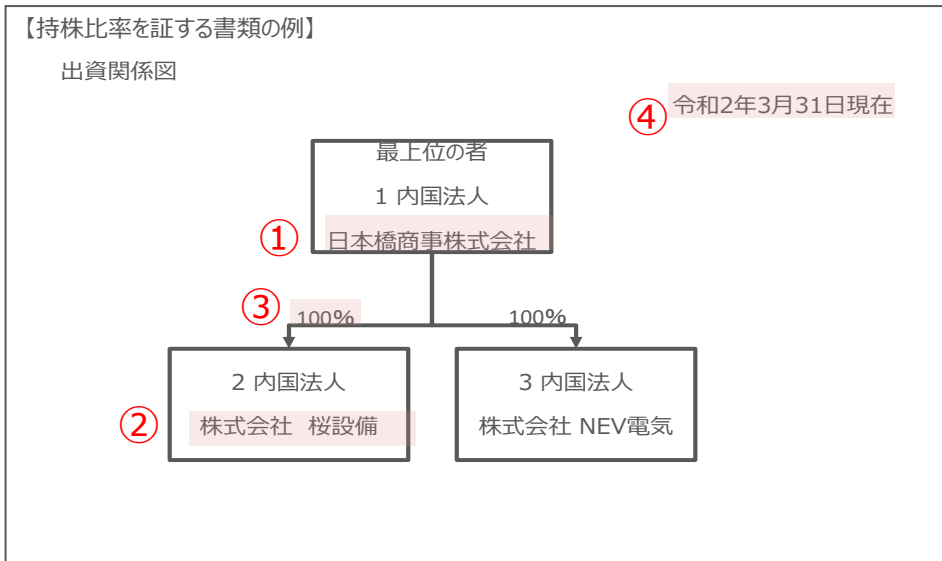 【持株比率を証する書類の例】
出資関係図
④ 令和2年3月31日現在
最上位の者
1 内国法人
① 日本橋商事株式会社
③ 100% 100%
2 内国法人 3 内国法人
② 株式会社 桜設備 株式会社 NEV電気